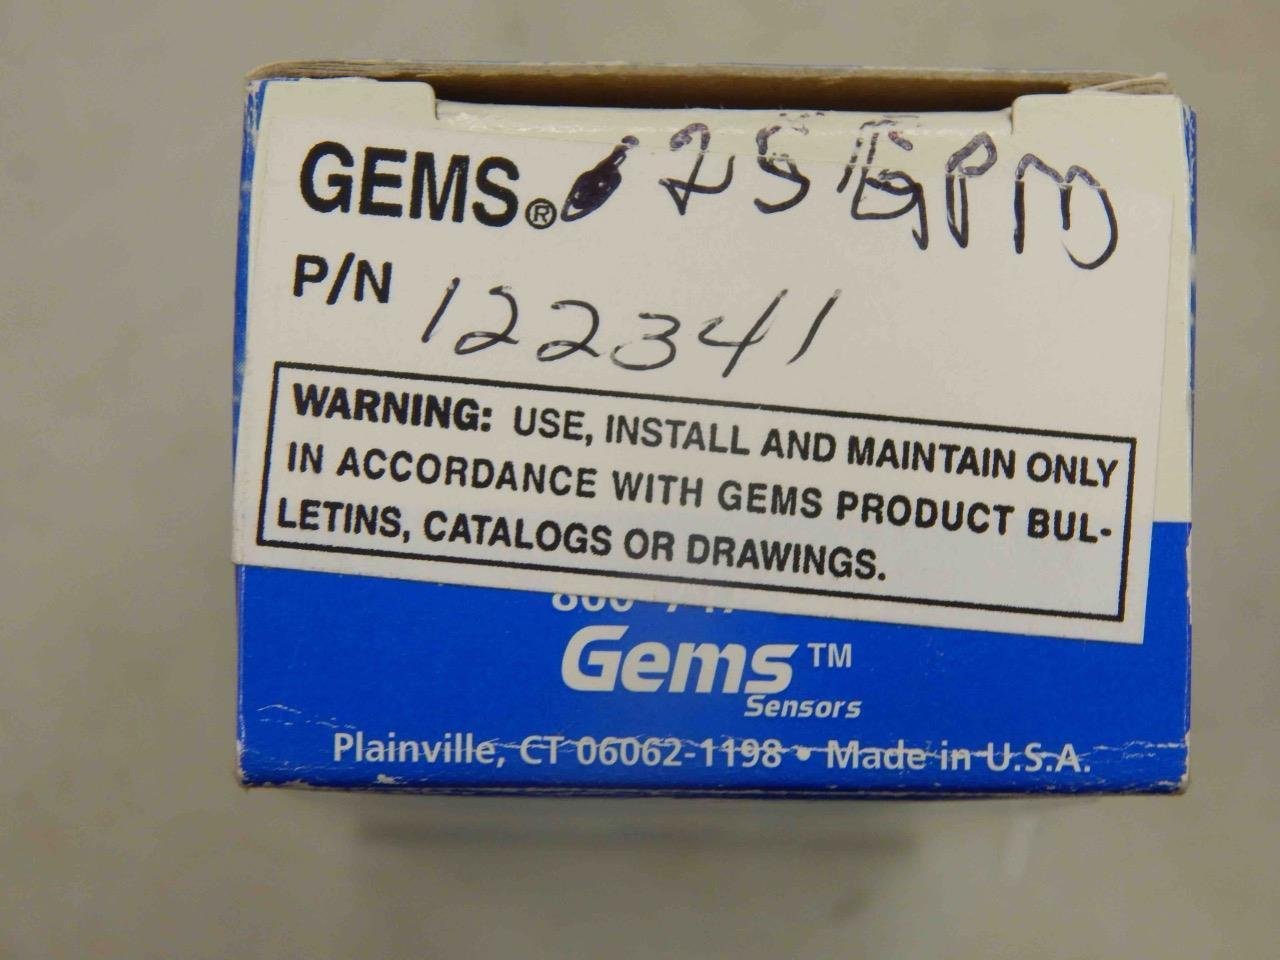 GEMS® .25 GPM
P/N 122341
WARNING: USE, INSTALL AND MAINTAIN ONLY
IN ACCORDANCE WITH GEMS PRODUCT BUL-
LETINS, CATALOGS OR DRAWINGS.
Gems™
Sensors
Plainville, CT 06062-1198 • Made in U.S.A.